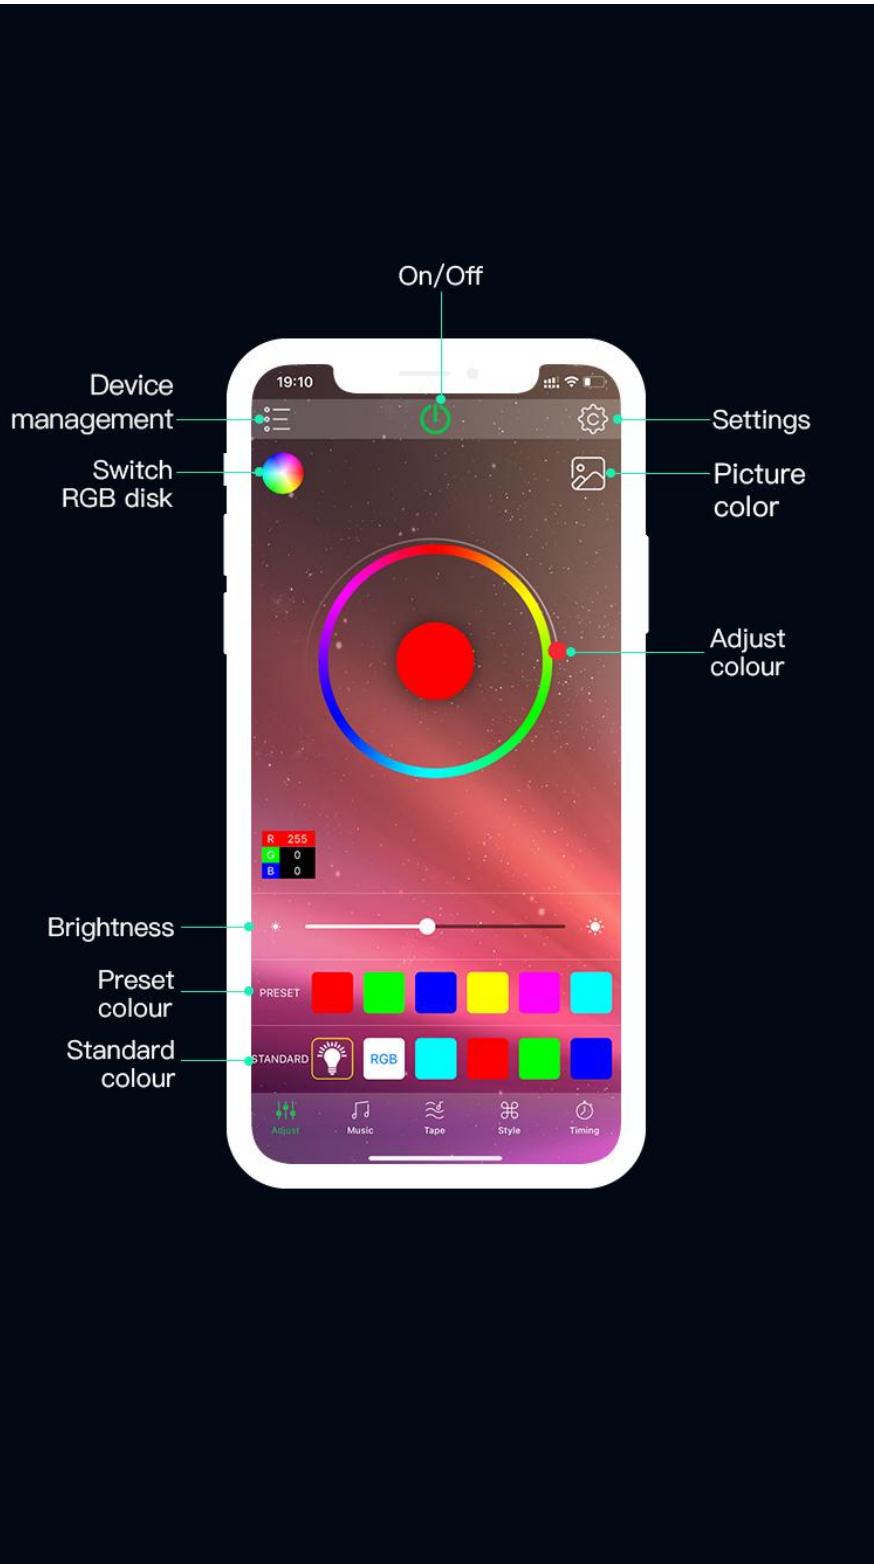 On/Off
19:10
Device
management
Settings
Switch
RGB disk
Picture
color
Adjust
colour
R 255
G 0
B 0
Brightness
Preset
colour
PRESET
Standard
colour
STANDARD
RGB
Adjust
Music
Tape
Style
Timing